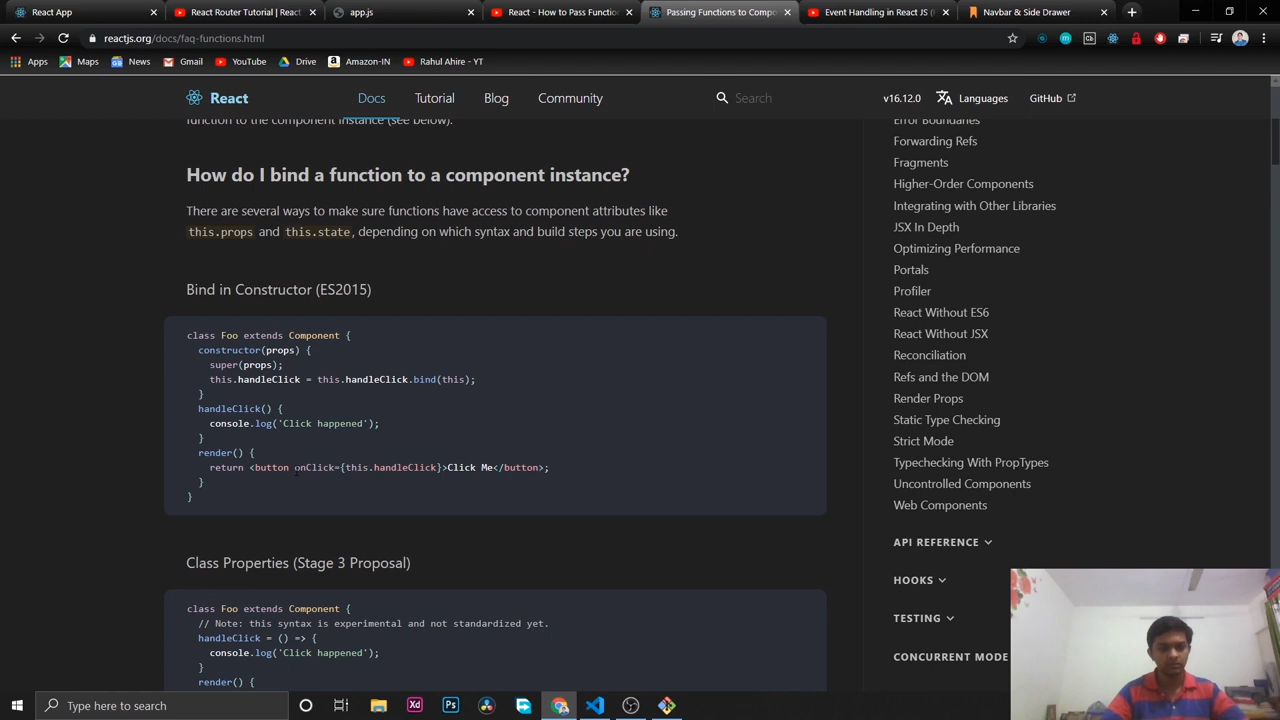 React App
React Router Tutorial | React
app.js
React - How to Pass Function
Passing Functions to Compo
Event Handling in React JS (
Navbar & Side Drawer
reactjs.org/docs/faq-functions.html
Apps
Maps
News
Gmail
YouTube
Drive
Amazon-IN
Rahul Ahire - YT
React
Docs
Tutorial
Blog
Community
Search
v16.12.0
Languages
GitHub
function to the component instance (see below).
How do I bind a function to a component instance?
There are several ways to make sure functions have access to component attributes like
this.props and this.state, depending on which syntax and build steps you are using.
Bind in Constructor (ES2015)
class Foo extends Component {
constructor(props) {
super(props);
this.handleClick = this.handleClick.bind(this);
}
handleClick() {
console.log('Click happened');
}
render() {
return <button onClick={this.handleClick}>Click Me</button>;
}
}
Class Properties (Stage 3 Proposal)
class Foo extends Component {
// Note: this syntax is experimental and not standardized yet.
handleClick = () => {
console.log('Click happened');
}
render() {
Error Boundaries
Forwarding Refs
Fragments
Higher-Order Components
Integrating with Other Libraries
JSX In Depth
Optimizing Performance
Portals
Profiler
React Without ES6
React Without JSX
Reconciliation
Refs and the DOM
Render Props
Static Type Checking
Strict Mode
Typechecking With PropTypes
Uncontrolled Components
Web Components
API REFERENCE
HOOKS
TESTING
CONCURRENT MODE
Type here to search
Xd
Ps